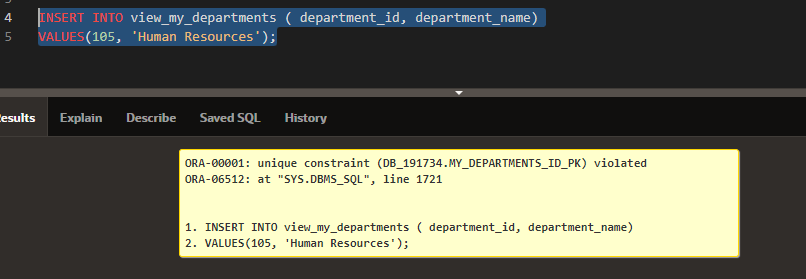 4 INSERT INTO view_my_departments ( department_id, department_name)
5 VALUES(105, 'Human Resources');
Results Explain Describe Saved SQL History
ORA-00001: unique constraint (DB_191734.MY_DEPARTMENTS_ID_PK) violated
ORA-06512: at "SYS.DBMS_SQL", line 1721
1. INSERT INTO view_my_departments ( department_id, department_name)
2. VALUES(105, 'Human Resources');